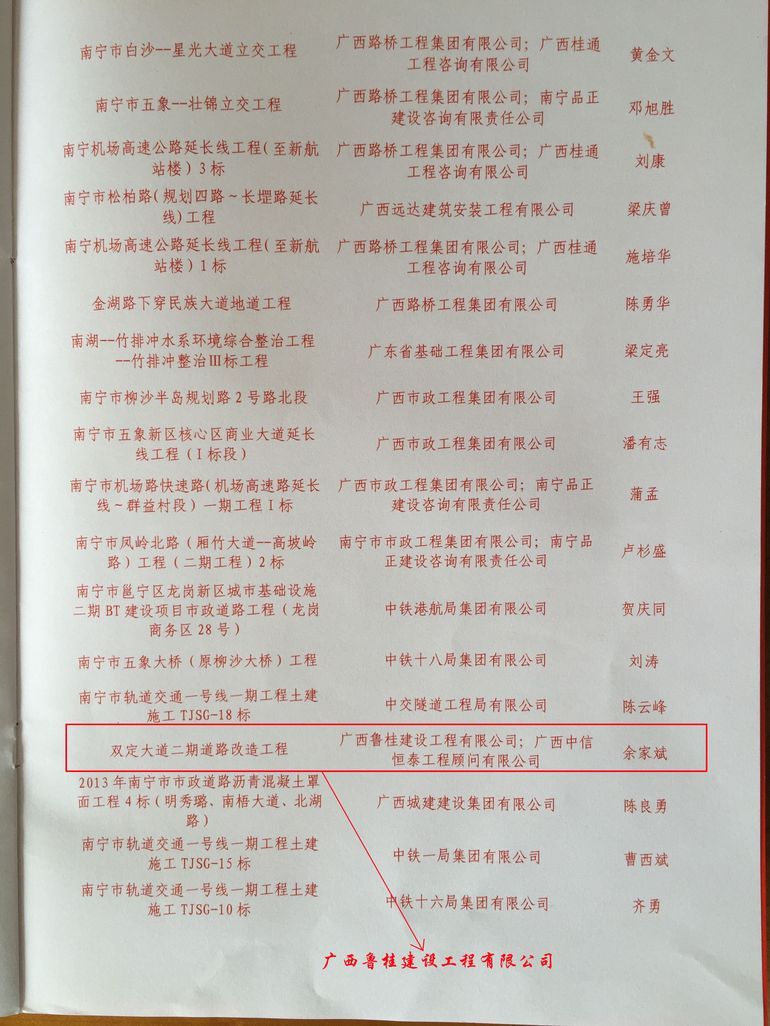 南宁市白沙--星光大道立交工程
广西路桥工程集团有限公司；广西桂通
工程咨询有限公司
黄金文
南宁市五象--壮锦立交工程
广西路桥工程集团有限公司；南宁品正
建设咨询有限责任公司
邓旭胜
南宁机场高速公路延长线工程(至新航
站楼)3标
广西路桥工程集团有限公司；广西桂通
工程咨询有限公司
刘康
南宁市松柏路(规划四路～长堽路延长
线)工程
广西远达建筑安装工程有限公司
梁庆曾
南宁机场高速公路延长线工程(至新航
站楼)1标
广西路桥工程集团有限公司；广西桂通
工程咨询有限公司
施培华
金湖路下穿民族大道地道工程
广西路桥工程集团有限公司
陈勇华
南湖--竹排冲水系环境综合整治工程
--竹排冲整治Ⅲ标工程
广东省基础工程集团有限公司
梁定亮
南宁市柳沙半岛规划路2号路北段
广西市政工程集团有限公司
王强
南宁市五象新区核心区商业大道延长
线工程(Ⅰ标段)
广西市政工程集团有限公司
潘有志
南宁市机场路快速路(机场高速路延长
线～群益村段)一期工程Ⅰ标
广西市政工程集团有限公司；南宁品正
建设咨询有限责任公司
蒲孟
南宁市凤岭北路(厢竹大道--高坡岭
路)工程(二期工程)2标
南宁市市政工程集团有限公司；南宁品
正建设咨询有限责任公司
卢杉盛
南宁市邕宁区龙岗新区城市基础设施
二期BT建设项目市政道路工程(龙岗
商务区28号)
中铁港航局集团有限公司
贺庆同
南宁市五象大桥(原柳沙大桥)工程
中铁十八局集团有限公司
刘涛
南宁市轨道交通一号线一期工程土建
施工TJSG-18标
中交隧道工程局有限公司
陈云峰
双定大道二期道路改造工程
广西鲁桂建设工程有限公司；广西中信
恒泰工程顾问有限公司
余家斌
2013年南宁市市政道路沥青混凝土罩
面工程4标(明秀璐、南梧大道、北湖
路)
广西城建建设集团有限公司
陈良勇
南宁市轨道交通一号线一期工程土建
施工TJSG-15标
中铁一局集团有限公司
曹西斌
南宁市轨道交通一号线一期工程土建
施工TJSG-10标
中铁十六局集团有限公司
齐勇
广西鲁桂建设工程有限公司